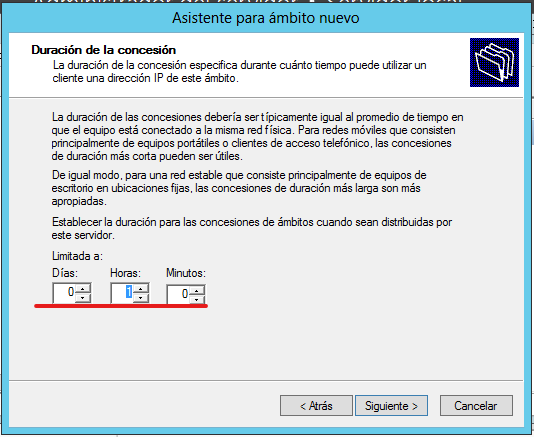 Asistente para ámbito nuevo
Duración de la concesión
La duración de la concesión especifica durante cuánto tiempo puede utilizar un
cliente una dirección IP de este ámbito.
La duración de las concesiones debería ser típicamente igual al promedio de tiempo en
que el equipo está conectado a la misma red física. Para redes móviles que consisten
principalmente de equipos portátiles o clientes de acceso telefónico, las concesiones
de duración más corta pueden ser útiles.
De igual modo, para una red estable que consiste principalmente de equipos de
escritorio en ubicaciones fijas, las concesiones de duración más larga son más
apropiadas.
Establecer la duración para las concesiones de ámbitos cuando sean distribuidas por
este servidor.
Limitada a:
Días: Horas: Minutos:
0 1 0
< Atrás Siguiente > Cancelar